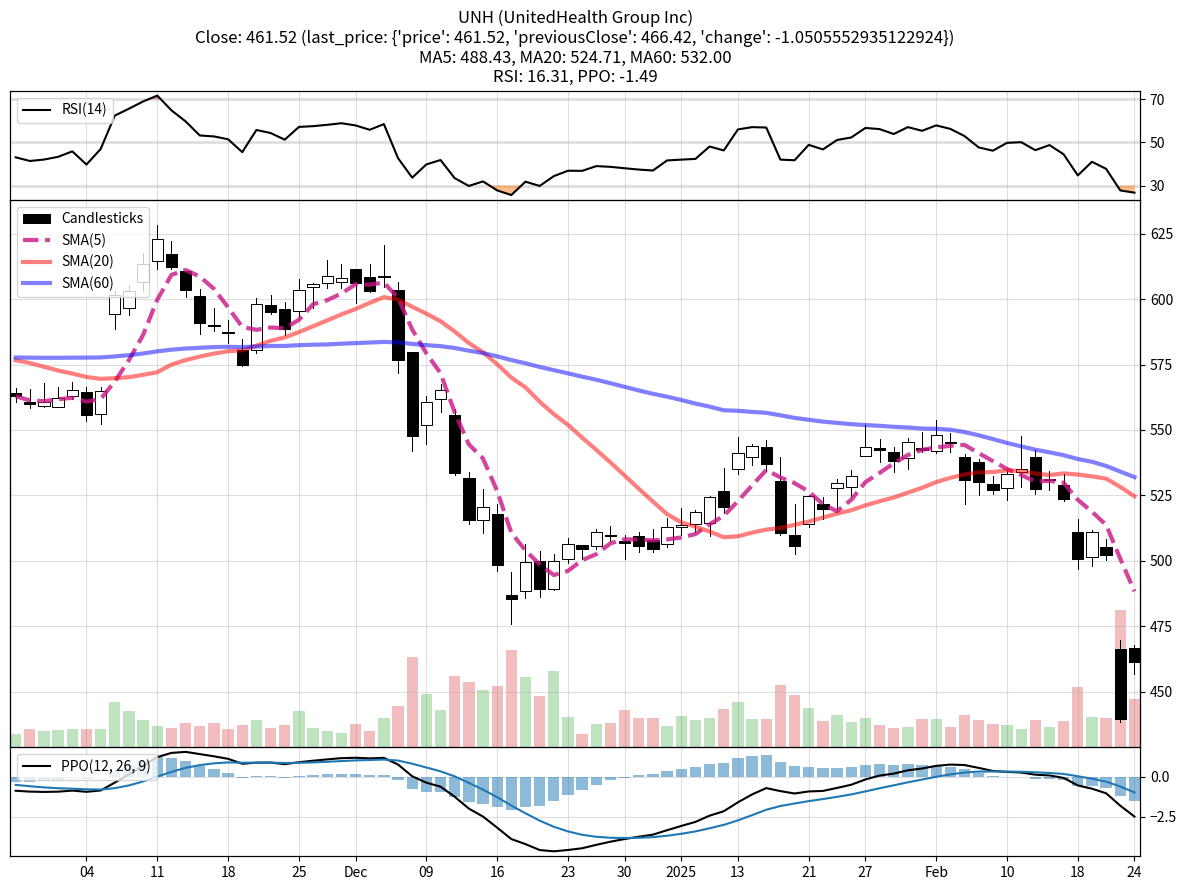 UNH (UnitedHealth Group Inc)
Close: 461.52 (last_price: {'price': 461.52, 'previousClose': 466.42, 'change': -1.0505552935122924})
MA5: 488.43, MA20: 524.71, MA60: 532.00
RSI: 16.31, PPO: -1.49
RSI(14)
70
50
30
Candlesticks
SMA(5)
SMA(20)
SMA(60)
625
600
575
550
525
500
475
450
PPO(12, 26, 9)
0.0
−2.5
04 11 18 25 Dec 09 16 23 30 2025 13 21 27 Feb 10 18 24